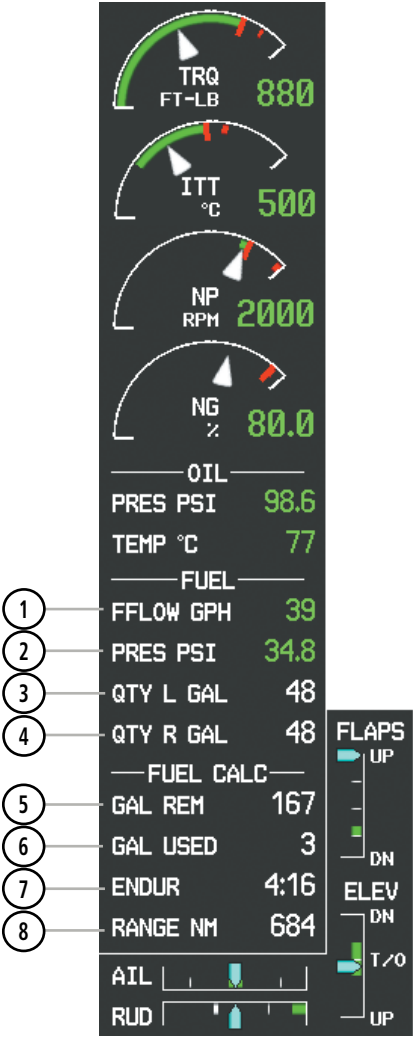 TRQ
FT-LB 880
ITT
°C 500
NP
RPM 2000
NG
% 80.0
OIL
PRES PSI 98.6
TEMP °C 77
FUEL
1 FFLOW GPH 39
2 PRES PSI 34.8
3 QTY L GAL 48
4 QTY R GAL 48
FUEL CALC
5 GAL REM 167
6 GAL USED 3
7 ENDUR 4:16
8 RANGE NM 684
FLAPS
UP
DN
ELEV
DN
T/O
UP
AIL
RUD